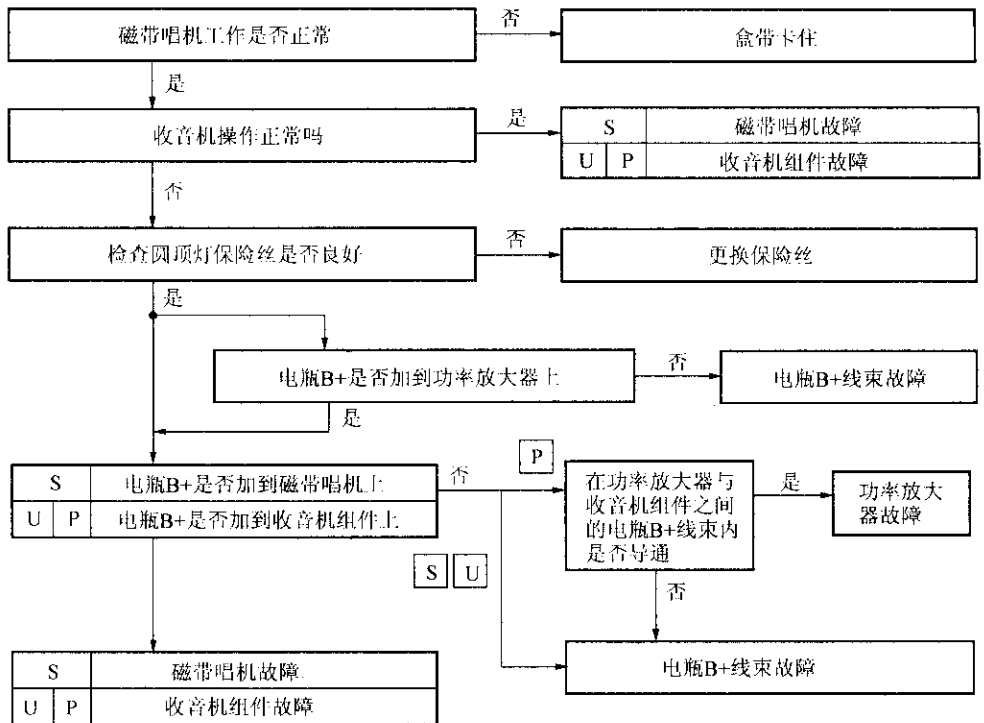 磁带唱机工作是否正常
否
盒带卡住
是
收音机操作正常吗
是
S 磁带唱机故障
U P 收音机组件故障
否
检查圆顶灯保险丝是否良好
否
更换保险丝
是
电瓶B+是否加到功率放大器上
否
电瓶B+线束故障
是
S 电瓶B+是否加到磁带唱机上
U P 电瓶B+是否加到收音机组件上
否
P
在功率放大器与
收音机组件之间
的电瓶B+线束内
是否导通
是
功率放大
器故障
S U
否
电瓶B+线束故障
S 磁带唱机故障
U P 收音机组件故障